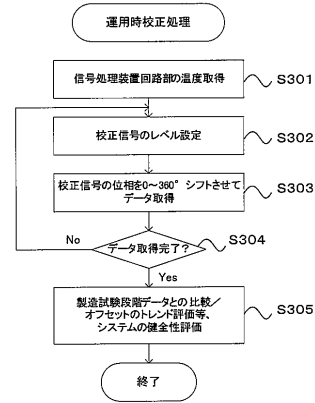 運用時校正処理
信号処理装置回路部の温度取得
S301
校正信号のレベル設定
S302
校正信号の位相を0～360°シフトさせて
データ取得
S303
データ取得完了?
S304
No
Yes
製造試験段階データとの比較／
オフセットのトレンド評価等、
システムの健全性評価
S305
終了